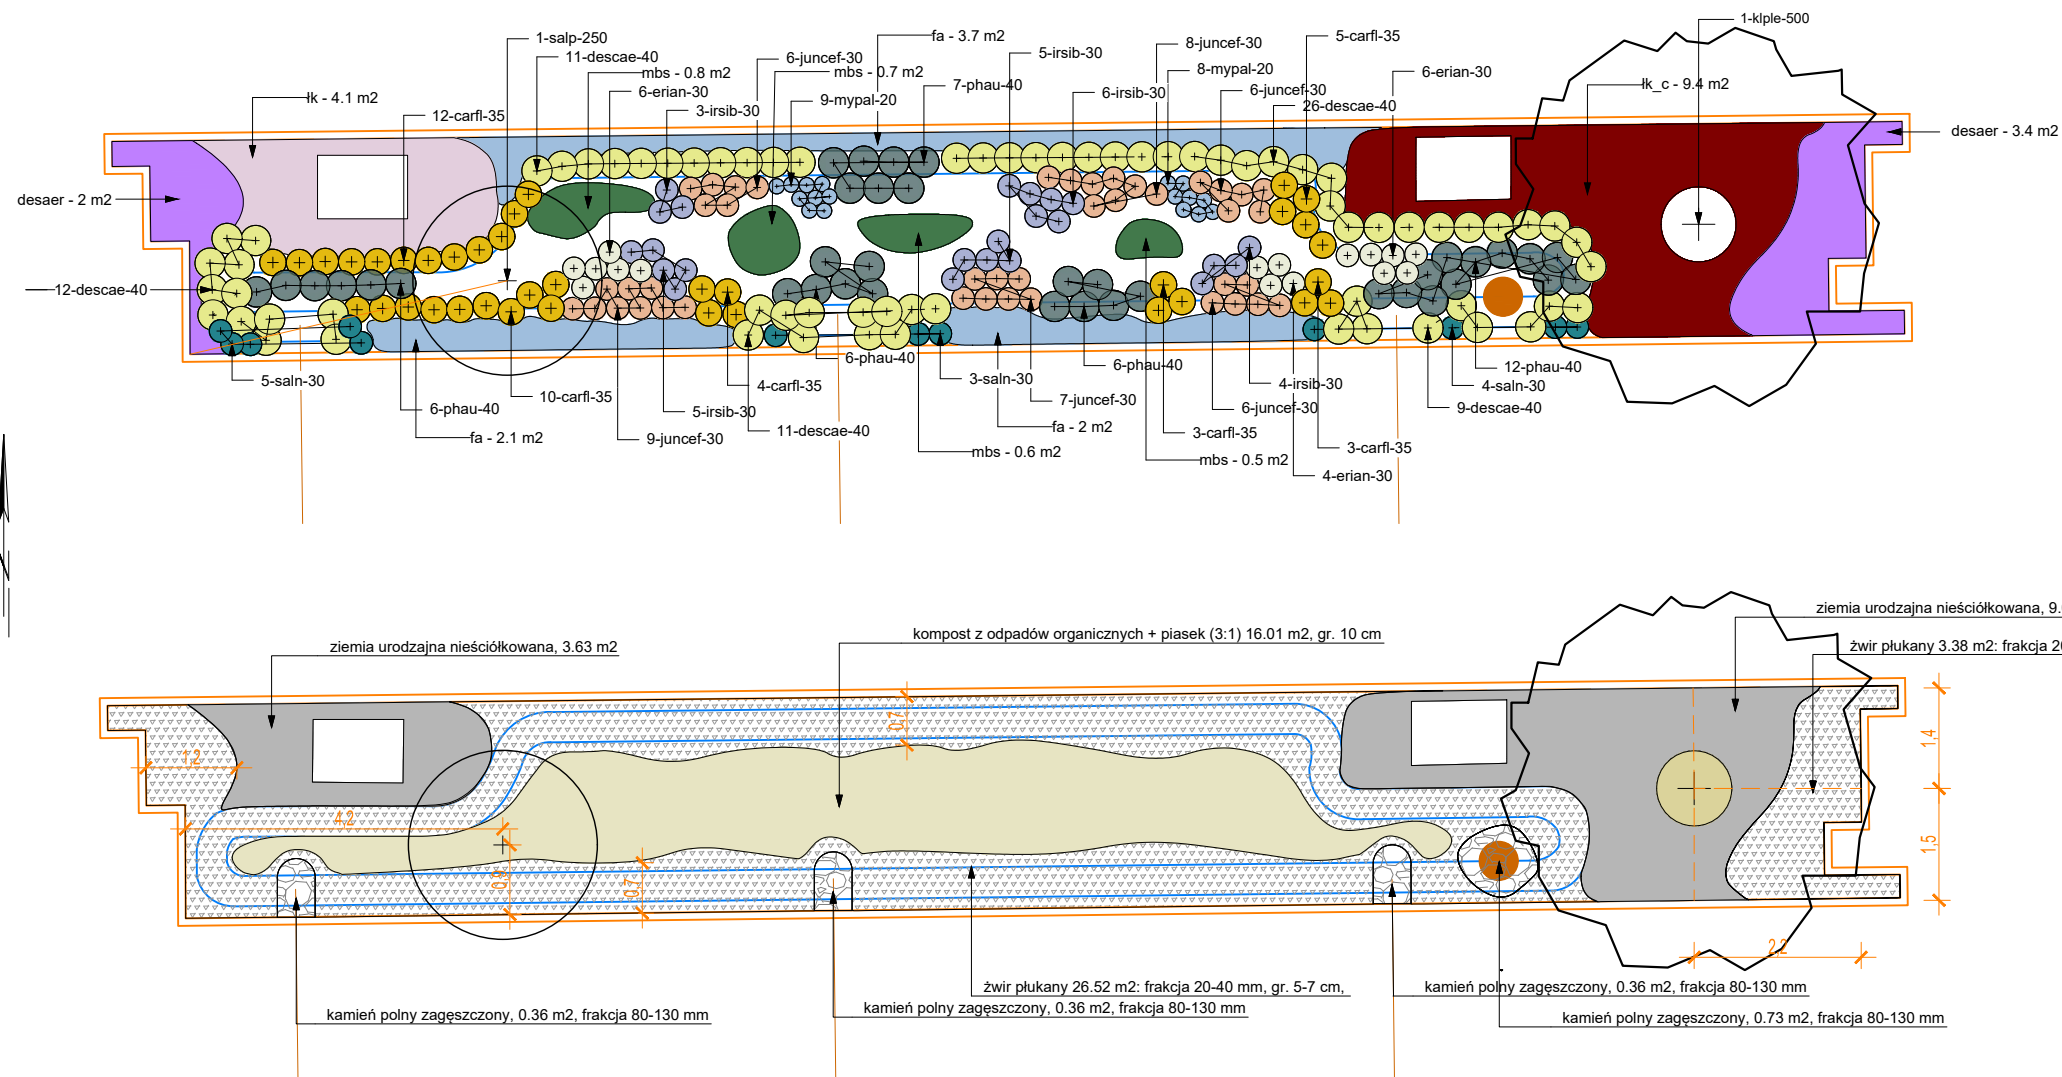 1-klple-500
1-salp-250
fa - 3.7 m2
5-carfl-35
8-juncef-30
5-irsib-30
11-descae-40
6-juncef-30
mbs - 0.8 m2
mbs - 0.7 m2
8-mypal-20
6-erian-30
7-phau-40
łk_c - 9.4 m2
6-erian-30
6-irsib-30
6-juncef-30
łk - 4.1 m2
9-mypal-20
26-descae-40
3-irsib-30
12-carfl-35
desaer - 3.4 m2
desaer - 2 m2
12-descae-40
6-phau-40
6-phau-40
12-phau-40
5-saln-30
3-saln-30
4-irsib-30
4-saln-30
4-carfl-35
10-carfl-35
7-juncef-30
6-phau-40
5-irsib-30
6-juncef-30
9-descae-40
fa - 2 m2
11-descae-40
3-carfl-35
fa - 2.1 m2
9-juncef-30
3-carfl-35
mbs - 0.6 m2
mbs - 0.5 m2
4-erian-30
ziemia urodzajna nieściółkowana, 9.
kompost z odpadów organicznych + piasek (3:1) 16.01 m2, gr. 10 cm
ziemia urodzajna nieściółkowana, 3.63 m2
żwir płukany 3.38 m2: frakcja 20
0,7
1,4
1,2
4,2
1,5
0,9
0,7
2,2
żwir płukany 26.52 m2: frakcja 20-40 mm, gr. 5-7 cm,
kamień polny zagęszczony, 0.36 m2, frakcja 80-130 mm
kamień polny zagęszczony, 0.36 m2, frakcja 80-130 mm
kamień polny zagęszczony, 0.36 m2, frakcja 80-130 mm
kamień polny zagęszczony, 0.73 m2, frakcja 80-130 mm